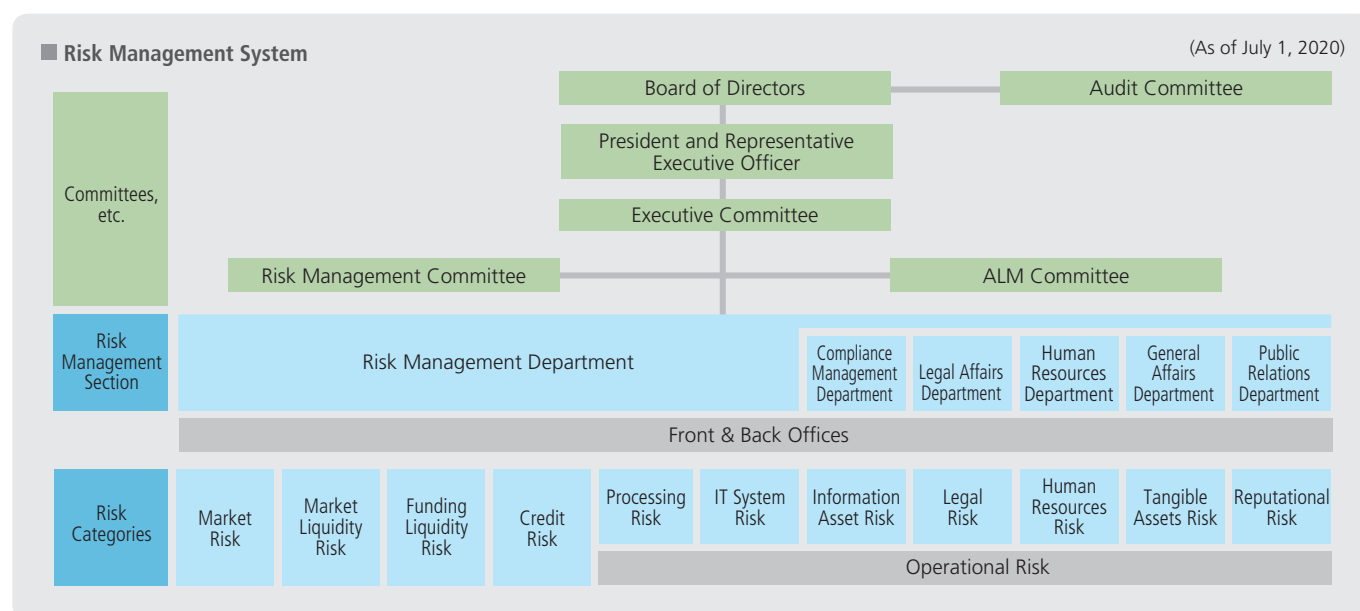 ■ Risk Management System
(As of July 1, 2020)
Board of Directors
Audit Committee
President and Representative
Executive Officer
Committees,
etc.
Executive Committee
Risk Management Committee
ALM Committee
Risk
Management
Section
Risk Management Department
Compliance
Management
Department
Legal Affairs
Department
Human
Resources
Department
General
Affairs
Department
Public
Relations
Department
Front & Back Offices
Risk
Categories
Market
Risk
Market
Liquidity
Risk
Funding
Liquidity
Risk
Credit
Risk
Processing
Risk
IT System
Risk
Information
Asset Risk
Legal
Risk
Human
Resources
Risk
Tangible
Assets Risk
Reputational
Risk
Operational Risk